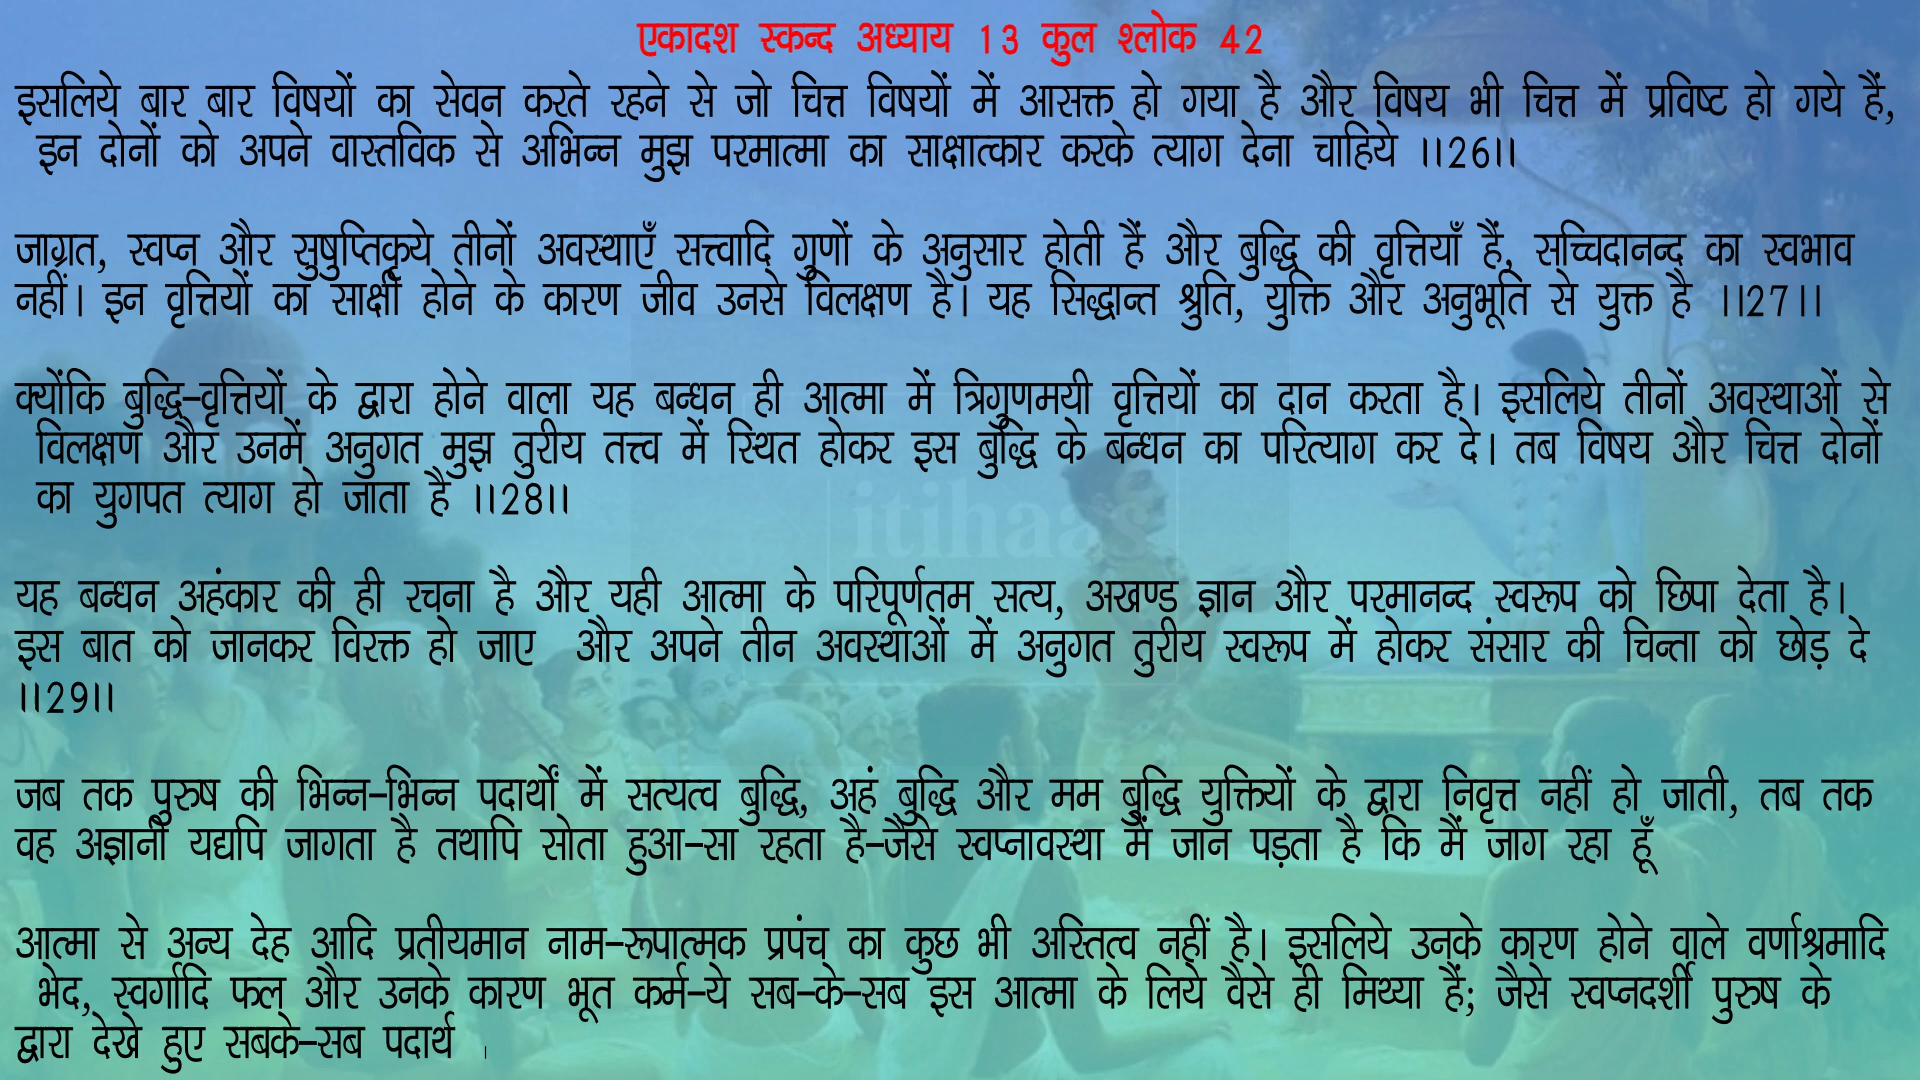 एकादश स्कन्द अध्याय 13 कुल श्लोक 42
इसलिये बार बार विषयों का सेवन करते रहने से जो चित्त विषयों में आसक्त हो गया है और विषय भी चित्त में प्रविष्ट हो गये हैं,
इन दोनों को अपने वास्तविक से अभिन्न मुझ परमात्मा का साक्षात्कार करके त्याग देना चाहिये ।।26।।
जाग्रत, स्वप्न और सुषुप्तिकृये तीनों अवस्थाएँ सत्त्वादि गुणों के अनुसार होती हैं और बुद्धि की वृत्तियाँ हैं, सच्चिदानन्द का स्वभाव
नहीं। इन वृत्तियों का साक्षी होने के कारण जीव उनसे विलक्षण है। यह सिद्धान्त श्रुति, युक्ति और अनुभूति से युक्त है ।।27।।
क्योंकि बुद्धि-वृत्तियों के द्वारा होने वाला यह बन्धन ही आत्मा में त्रिगुणमयी वृत्तियों का दान करता है। इसलिये तीनों अवस्थाओं से
विलक्षण और उनमें अनुगत मुझ तुरीय तत्त्व में स्थित होकर इस बुद्धि के बन्धन का परित्याग कर दे। तब विषय और चित्त दोनों
का युगपत त्याग हो जाता है ।।28।।
itihaas
यह बन्धन अहंकार की ही रचना है और यही आत्मा के परिपूर्णतम सत्य, अखण्ड ज्ञान और परमानन्द स्वरूप को छिपा देता है।
इस बात को जानकर विरक्त हो जाए और अपने तीन अवस्थाओं में अनुगत तुरीय स्वरूप में होकर संसार की चिन्ता को छोड़ दे
।।29।।
जब तक पुरुष की भिन्न-भिन्न पदार्थों में सत्यत्व बुद्धि, अहं बुद्धि और मम बुद्धि युक्तियों के द्वारा निवृत्त नहीं हो जाती, तब तक
वह अज्ञानी यद्यपि जागता है तथापि सोता हुआ-सा रहता है-जैसे स्वप्नावस्था में जान पड़ता है कि मैं जाग रहा हूँ
आत्मा से अन्य देह आदि प्रतीयमान नाम-रूपात्मक प्रपंच का कुछ भी अस्तित्व नहीं है। इसलिये उनके कारण होने वाले वर्णाश्रमादि
भेद, स्वर्गादि फल और उनके कारण भूत कर्म-ये सब-के-सब इस आत्मा के लिये वैसे ही मिथ्या हैं; जैसे स्वप्नदर्शी पुरुष के
द्वारा देखे हुए सबके-सब पदार्थ ।